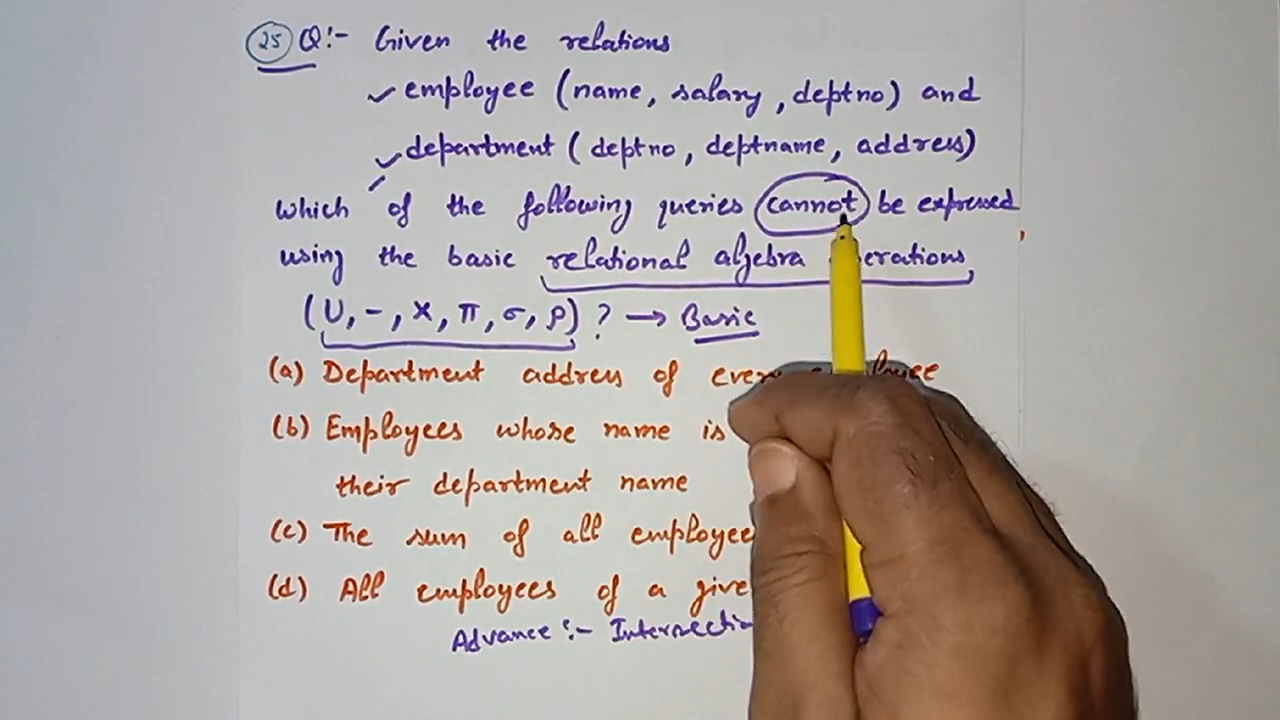 25 Q:- Given the relations
employee (name, salary, deptno) and
department (deptno, deptname, address)
which of the following queries cannot be expressed
using the basic relational algebra
(U, -, X, π, σ, ρ) ? → Basic
(a) Department address of
(b) Employees whose name is
their department name
(c) The sum of all
(d) All employees of a
Advance :-